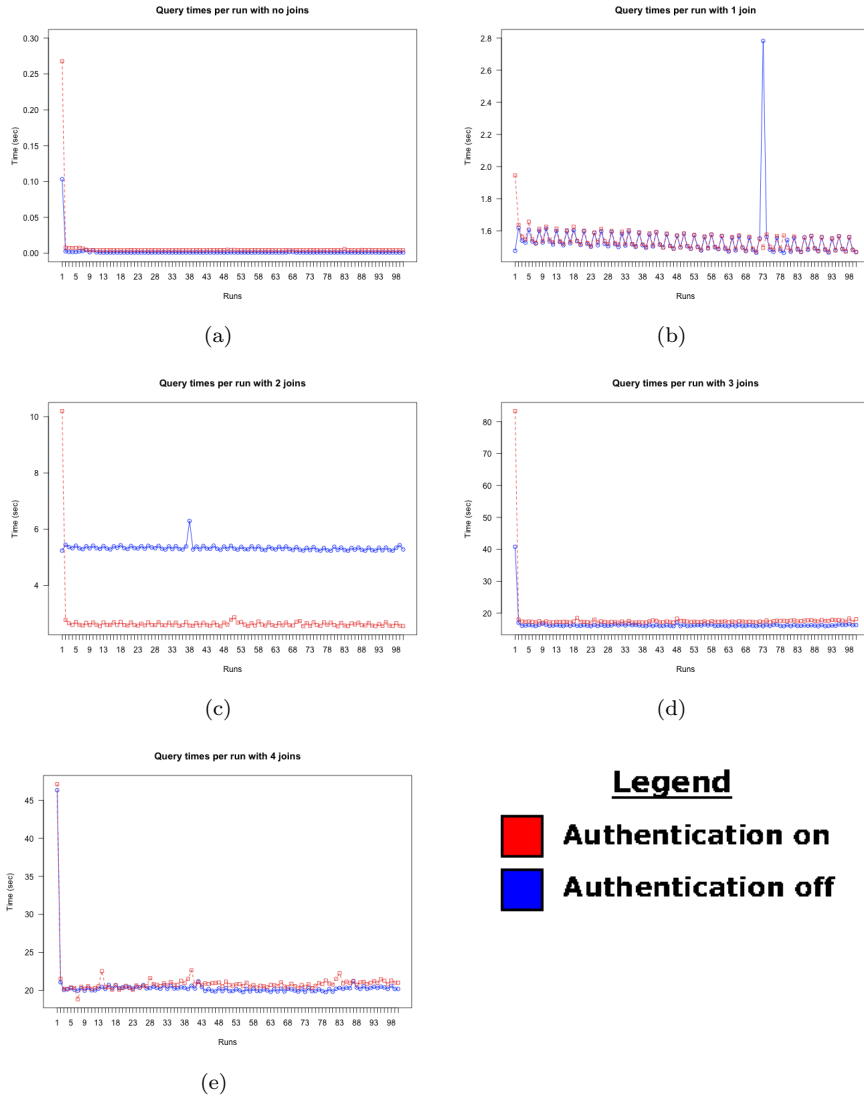 Query times per run with no joins
Time (sec)
0.30
0.25
0.20
0.15
0.10
0.05
0.00
1 5 9 13 18 23 28 33 38 43 48 53 58 63 68 73 78 83 88 93 98
Runs
(a)
Query times per run with 1 join
Time (sec)
2.8
2.6
2.4
2.2
2.0
1.8
1.6
1 5 9 13 18 23 28 33 38 43 48 53 58 63 68 73 78 83 88 93 98
Runs
(b)
Query times per run with 2 joins
Time (sec)
10
8
6
4
1 5 9 13 18 23 28 33 38 43 48 53 58 63 68 73 78 83 88 93 98
Runs
(c)
Query times per run with 3 joins
Time (sec)
80
70
60
50
40
30
20
1 5 9 13 18 23 28 33 38 43 48 53 58 63 68 73 78 83 88 93 98
Runs
(d)
Query times per run with 4 joins
Time (sec)
45
40
35
30
25
20
1 5 9 13 18 23 28 33 38 43 48 53 58 63 68 73 78 83 88 93 98
Runs
(e)
Legend
Authentication on
Authentication off